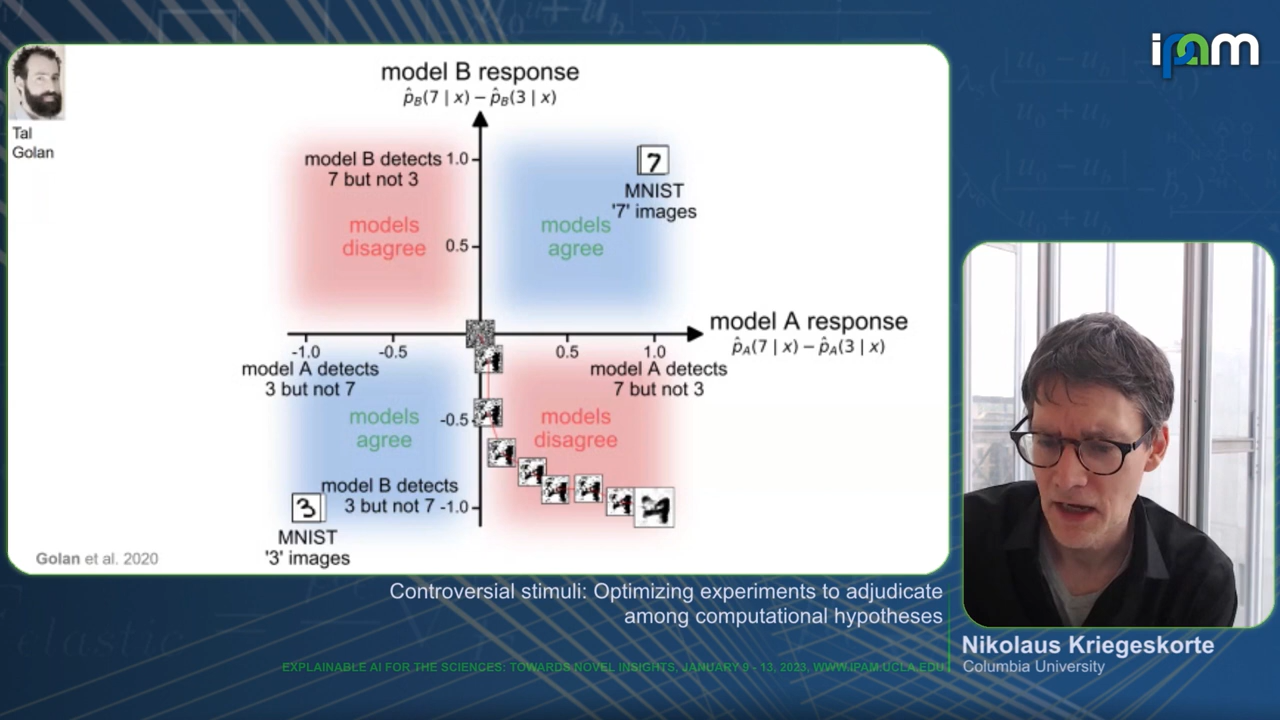 ipam
Tal
Golan
model B response
p̂_B(7 | x) − p̂_B(3 | x)
model B detects
7 but not 3
models
disagree
1.0
0.5
models
agree
7
MNIST
'7' images
model A response
p̂_A(7 | x) − p̂_A(3 | x)
-1.0
-0.5
0.5
1.0
model A detects
3 but not 7
model A detects
7 but not 3
models
agree
-0.5
models
disagree
model B detects
3 but not 7
-1.0
3
MNIST
'3' images
Golan et al. 2020
Controversial stimuli: Optimizing experiments to adjudicate
among computational hypotheses
Nikolaus Kriegeskorte
Columbia University
EXPLAINABLE AI FOR THE SCIENCES: TOWARDS NOVEL INSIGHTS, JANUARY 9 - 13, 2023, WWW.IPAM.UCLA.EDU
elastic